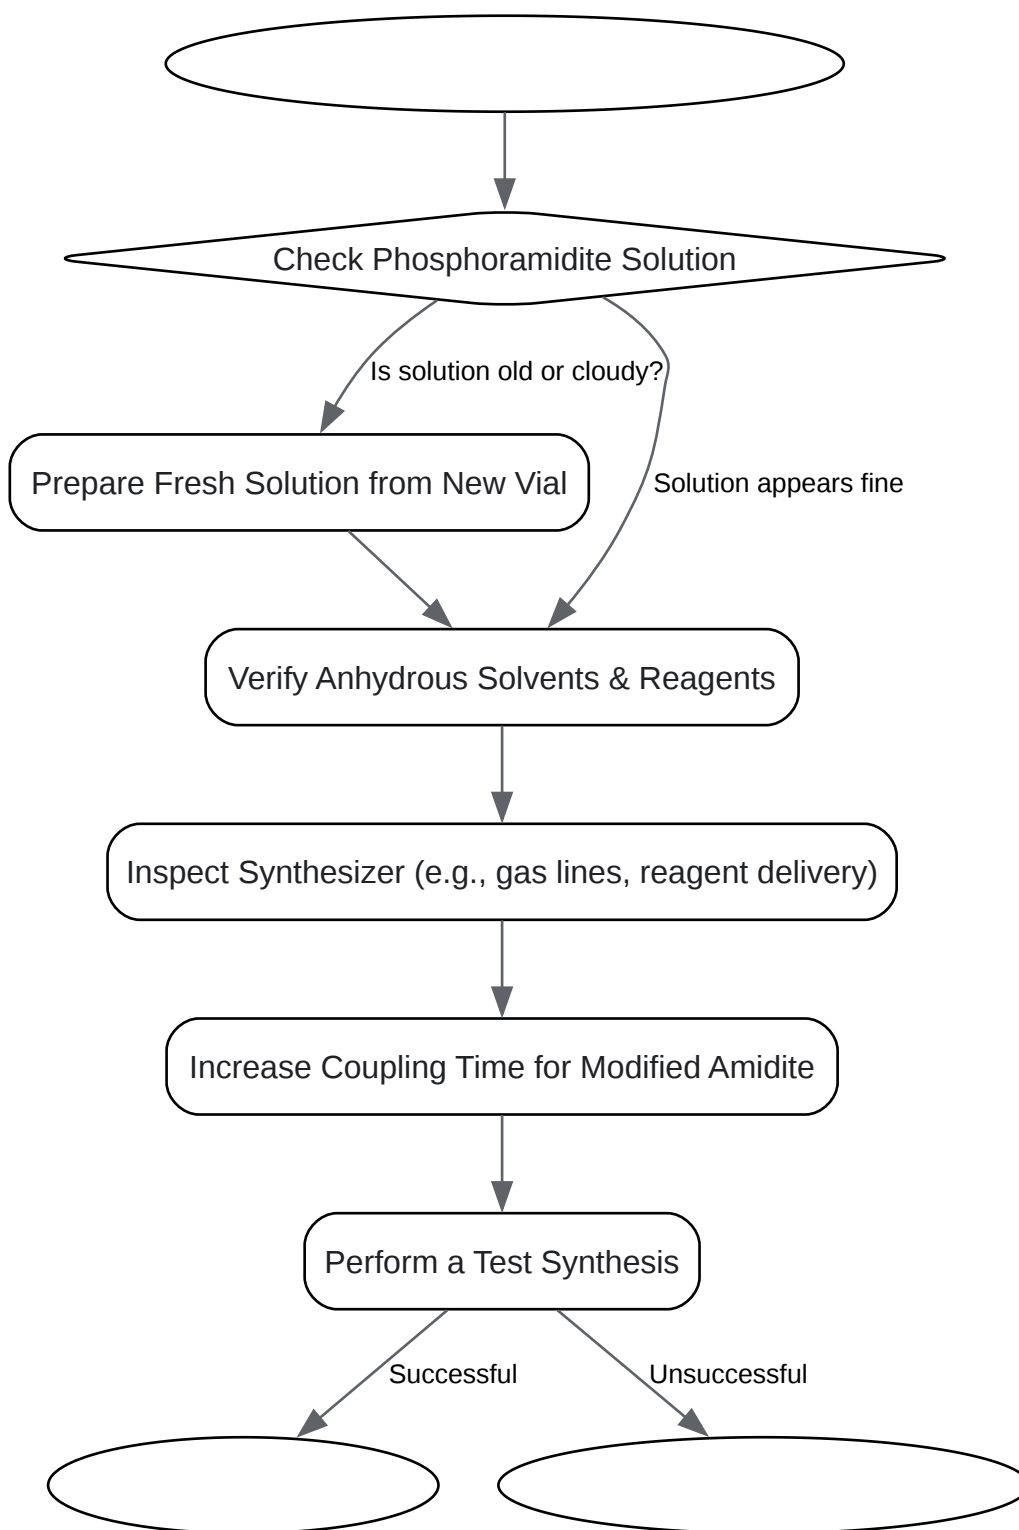 Check Phosphoramidite Solution
Is solution old or cloudy?
Prepare Fresh Solution from New Vial
Solution appears fine
Verify Anhydrous Solvents & Reagents
Inspect Synthesizer (e.g., gas lines, reagent delivery)
Increase Coupling Time for Modified Amidite
Perform a Test Synthesis
Successful
Unsuccessful